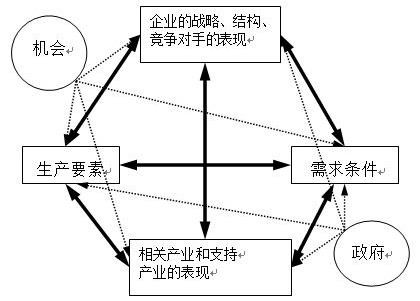 企业的战略、结构、
竞争对手的表现
机会
生产要素
需求条件
相关产业和支持
产业的表现
政府